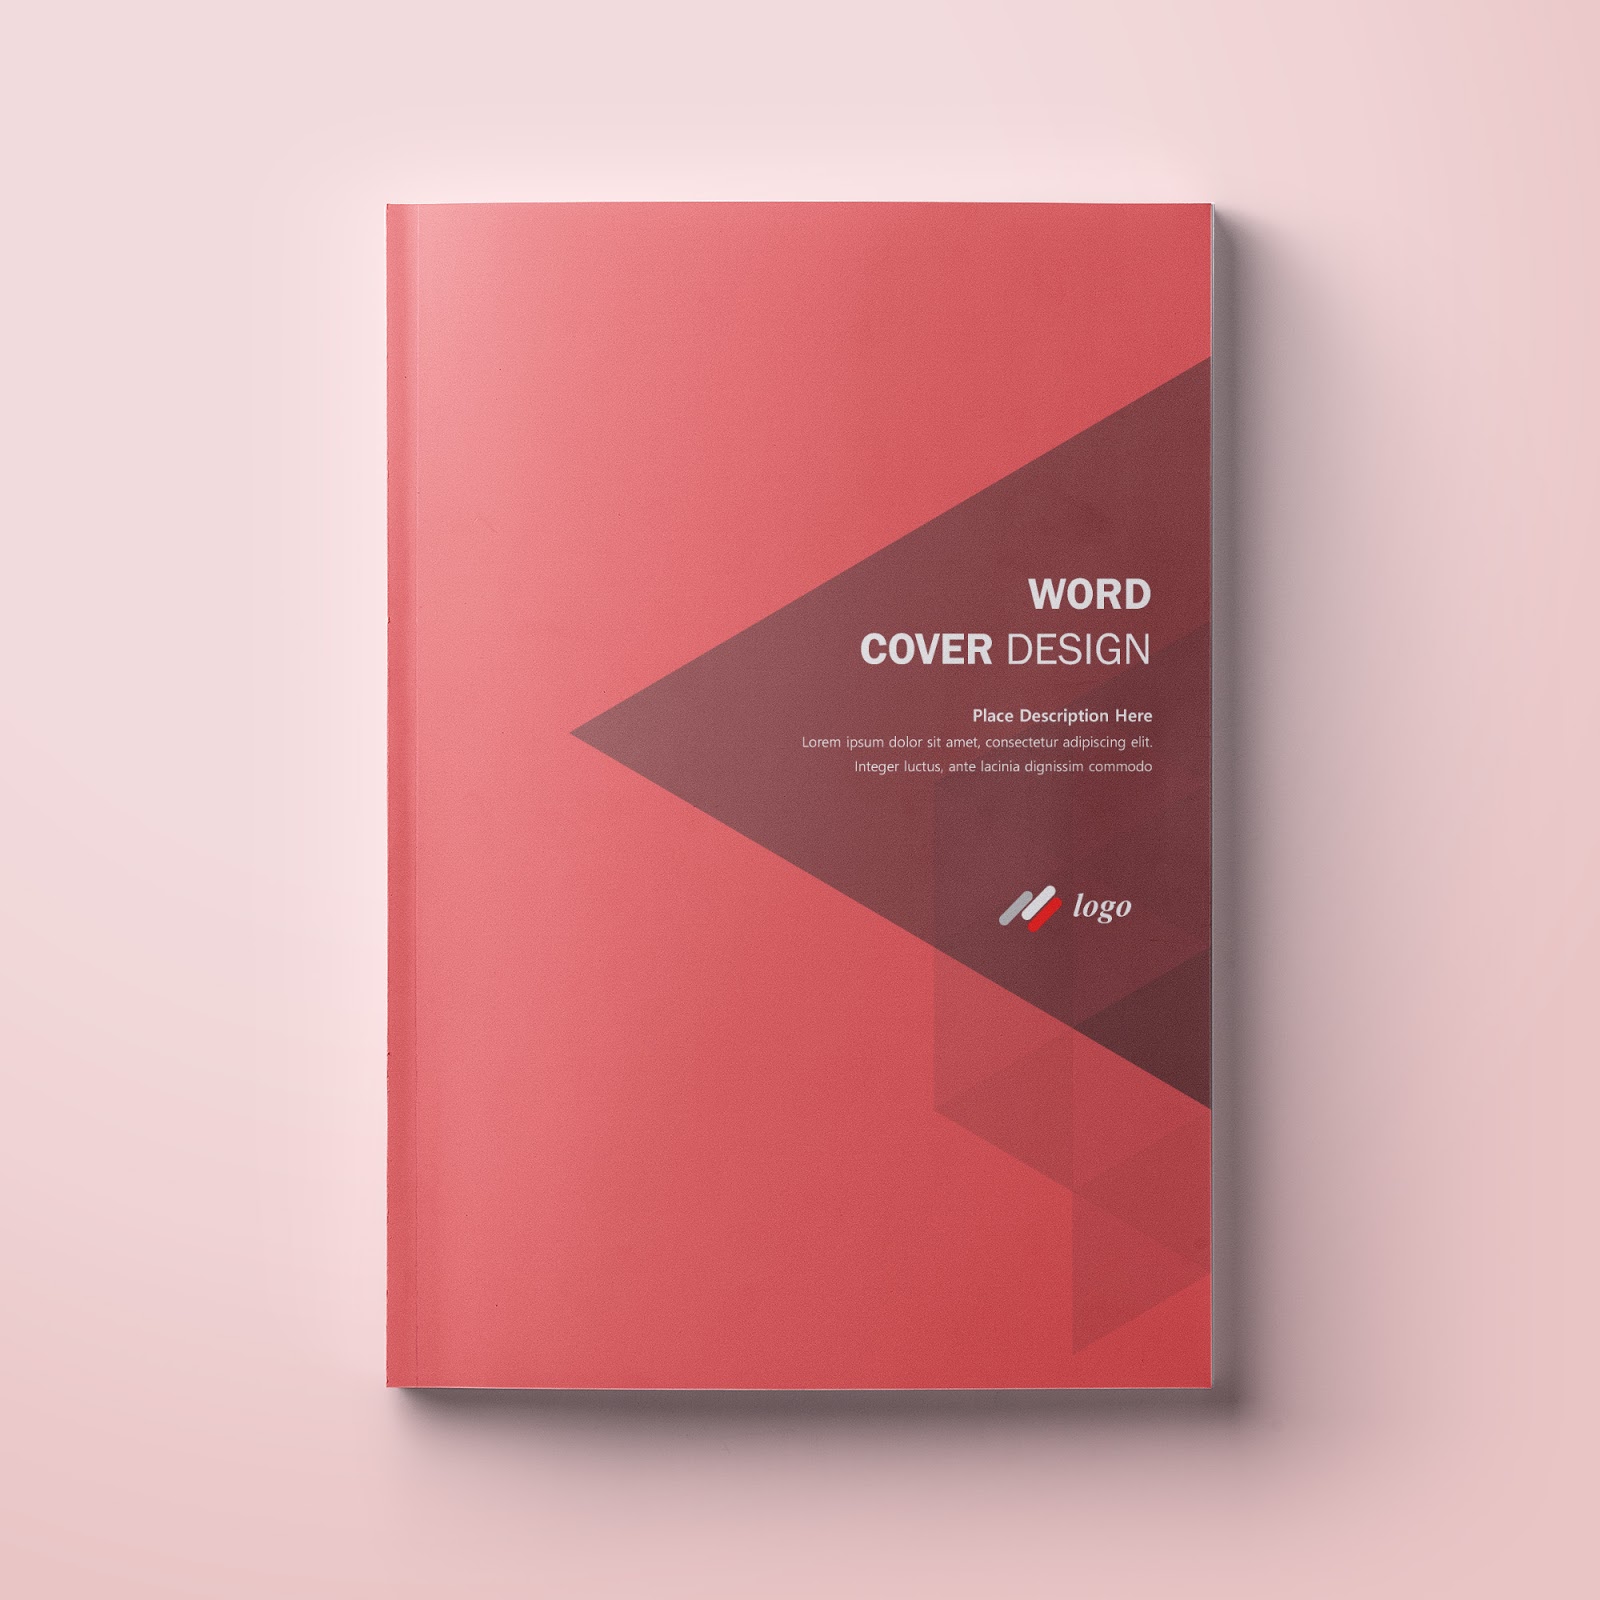 WORD
COVER DESIGN
Place Description Here
Lorem ipsum dolor sit amet, consectetur adipiscing elit.
Integer luctus, ante lacinia dignissim commodo
logo